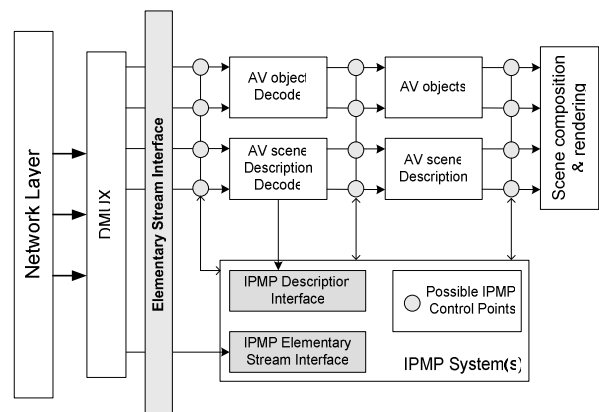 Network Layer
DMUX
Elementary Stream Interface
AV object
Decode
AV objects
AV scene
Description
Decode
AV scene
Description
Scene composition
& rendering
IPMP Description
Interface
Possible IPMP
Control Points
IPMP Elementary
Stream Interface
IPMP System(s)